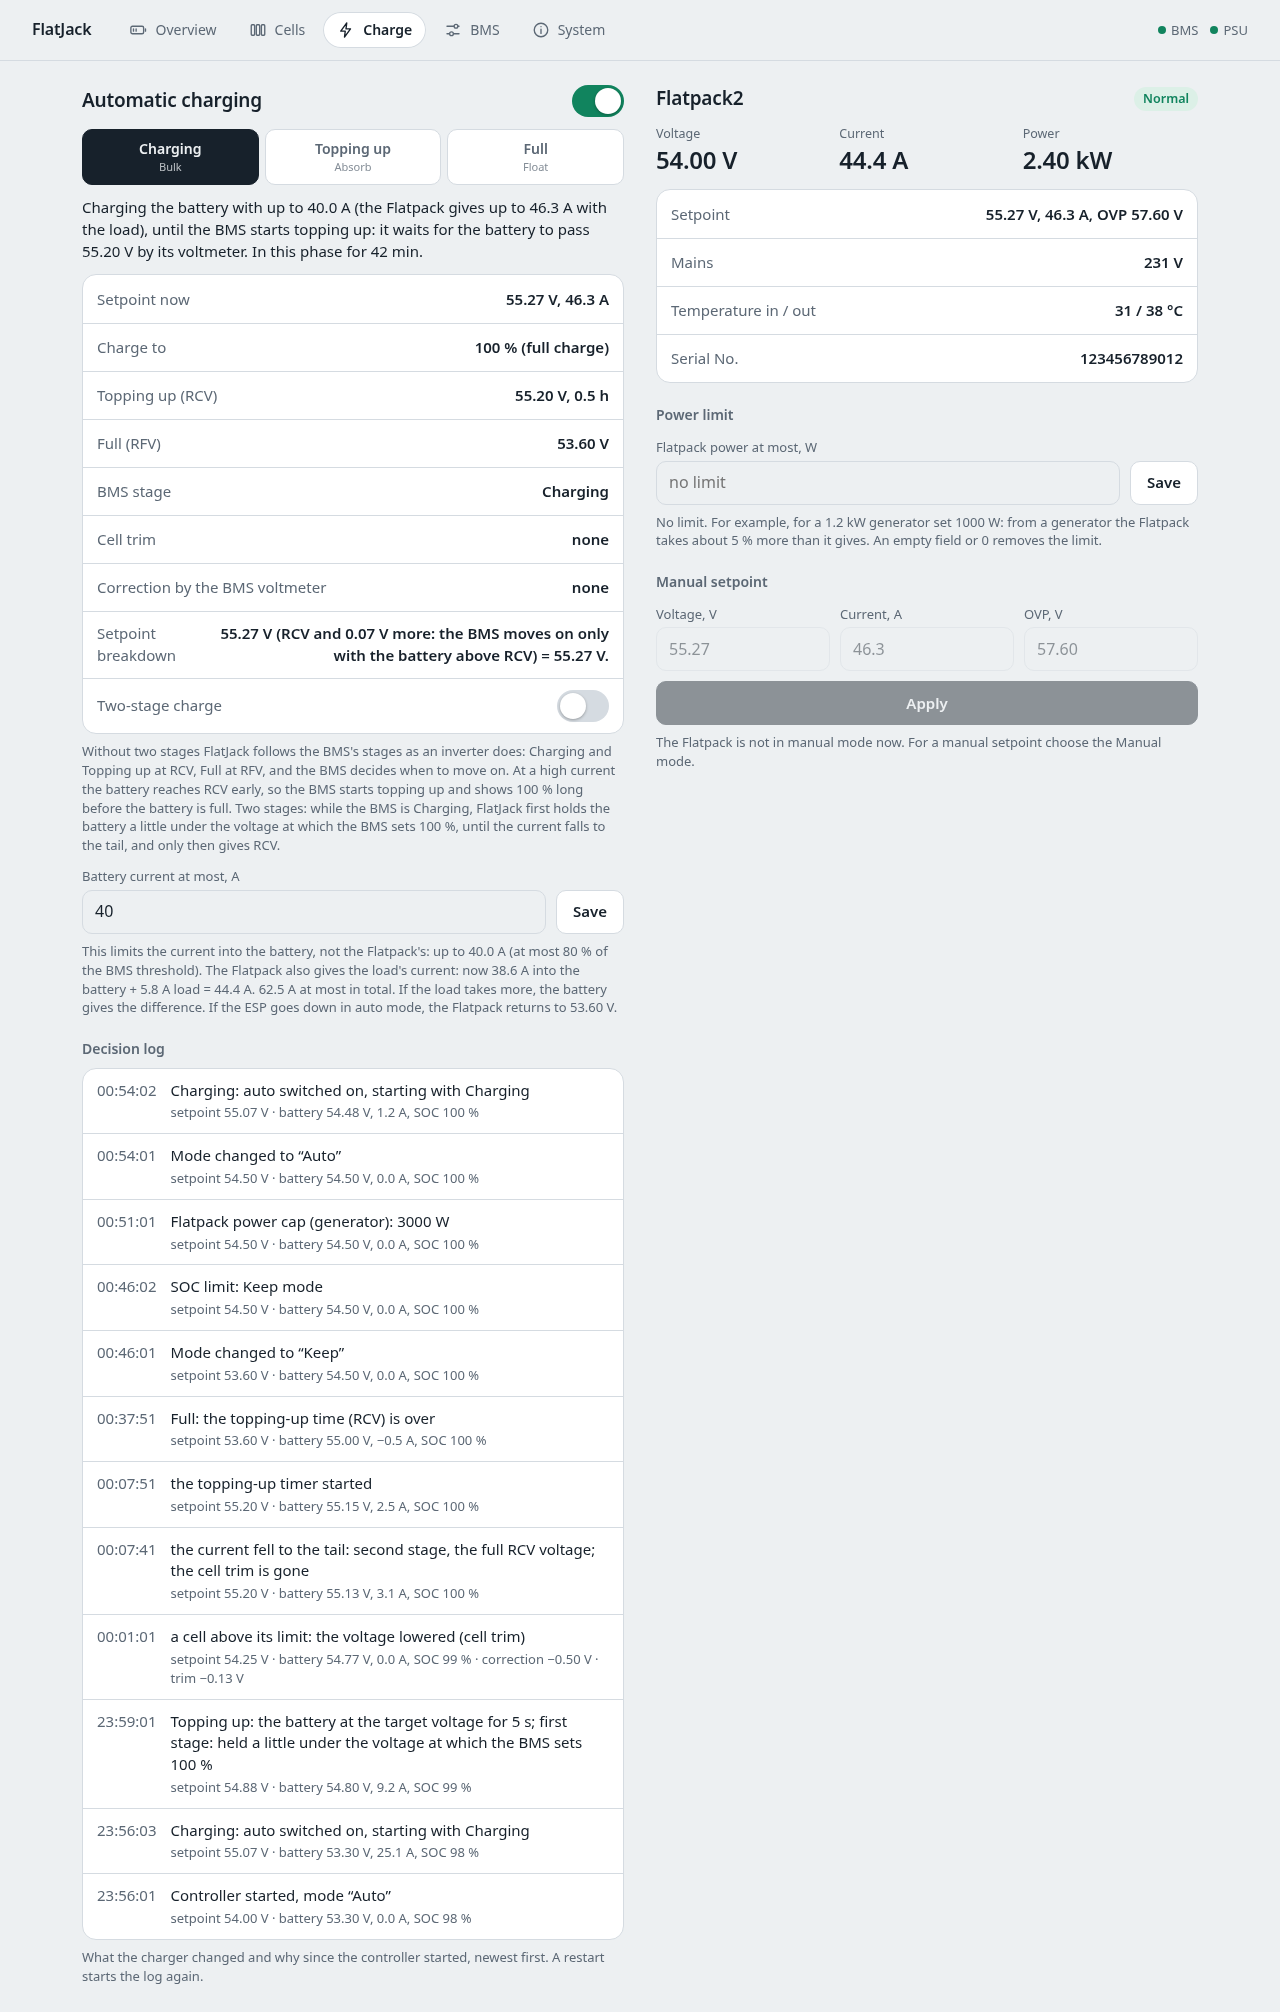 FlatJack
Overview
Cells
Charge
BMS
System
BMS
PSU
Automatic charging
Charging
Bulk
Topping up
Absorb
Full
Float
Charging the battery with up to 40.0 A (the Flatpack gives up to 46.3 A with
the load), until the BMS starts topping up: it waits for the battery to pass
55.20 V by its voltmeter. In this phase for 42 min.
Setpoint now 55.27 V, 46.3 A
Charge to 100 % (full charge)
Topping up (RCV) 55.20 V, 0.5 h
Full (RFV) 53.60 V
BMS stage Charging
Cell trim none
Correction by the BMS voltmeter none
Setpoint breakdown
55.27 V (RCV and 0.07 V more: the BMS moves on only
with the battery above RCV) = 55.27 V.
Two-stage charge
Without two stages FlatJack follows the BMS's stages as an inverter does: Charging and
Topping up at RCV, Full at RFV, and the BMS decides when to move on. At a high current
the battery reaches RCV early, so the BMS starts topping up and shows 100 % long
before the battery is full. Two stages: while the BMS is Charging, FlatJack first holds the
battery a little under the voltage at which the BMS sets 100 %, until the current falls to
the tail, and only then gives RCV.
Battery current at most, A
40
Save
This limits the current into the battery, not the Flatpack's: up to 40.0 A (at most 80 % of
the BMS threshold). The Flatpack also gives the load's current: now 38.6 A into the
battery + 5.8 A load = 44.4 A. 62.5 A at most in total. If the load takes more, the battery
gives the difference. If the ESP goes down in auto mode, the Flatpack returns to 53.60 V.
Decision log
00:54:02 Charging: auto switched on, starting with Charging
setpoint 55.07 V · battery 54.48 V, 1.2 A, SOC 100 %
00:54:01 Mode changed to “Auto”
setpoint 54.50 V · battery 54.50 V, 0.0 A, SOC 100 %
00:51:01 Flatpack power cap (generator): 3000 W
setpoint 54.50 V · battery 54.50 V, 0.0 A, SOC 100 %
00:46:02 SOC limit: Keep mode
setpoint 54.50 V · battery 54.50 V, 0.0 A, SOC 100 %
00:46:01 Mode changed to “Keep”
setpoint 53.60 V · battery 54.50 V, 0.0 A, SOC 100 %
00:37:51 Full: the topping-up time (RCV) is over
setpoint 53.60 V · battery 55.00 V, −0.5 A, SOC 100 %
00:07:51 the topping-up timer started
setpoint 55.20 V · battery 55.15 V, 2.5 A, SOC 100 %
00:07:41 the current fell to the tail: second stage, the full RCV voltage;
the cell trim is gone
setpoint 55.20 V · battery 55.13 V, 3.1 A, SOC 100 %
00:01:01 a cell above its limit: the voltage lowered (cell trim)
setpoint 54.25 V · battery 54.77 V, 0.0 A, SOC 99 % · correction −0.50 V ·
trim −0.13 V
23:59:01 Topping up: the battery at the target voltage for 5 s; first
stage: held a little under the voltage at which the BMS sets
100 %
setpoint 54.88 V · battery 54.80 V, 9.2 A, SOC 99 %
23:56:03 Charging: auto switched on, starting with Charging
setpoint 55.07 V · battery 53.30 V, 25.1 A, SOC 98 %
23:56:01 Controller started, mode “Auto”
setpoint 54.00 V · battery 53.30 V, 0.0 A, SOC 98 %
What the charger changed and why since the controller started, newest first. A restart
starts the log again.
Flatpack2
Normal
Voltage
54.00 V
Current
44.4 A
Power
2.40 kW
Setpoint 55.27 V, 46.3 A, OVP 57.60 V
Mains 231 V
Temperature in / out 31 / 38 °C
Serial No. 123456789012
Power limit
Flatpack power at most, W
no limit
Save
No limit. For example, for a 1.2 kW generator set 1000 W: from a generator the Flatpack
takes about 5 % more than it gives. An empty field or 0 removes the limit.
Manual setpoint
Voltage, V
55.27
Current, A
46.3
OVP, V
57.60
Apply
The Flatpack is not in manual mode now. For a manual setpoint choose the Manual
mode.